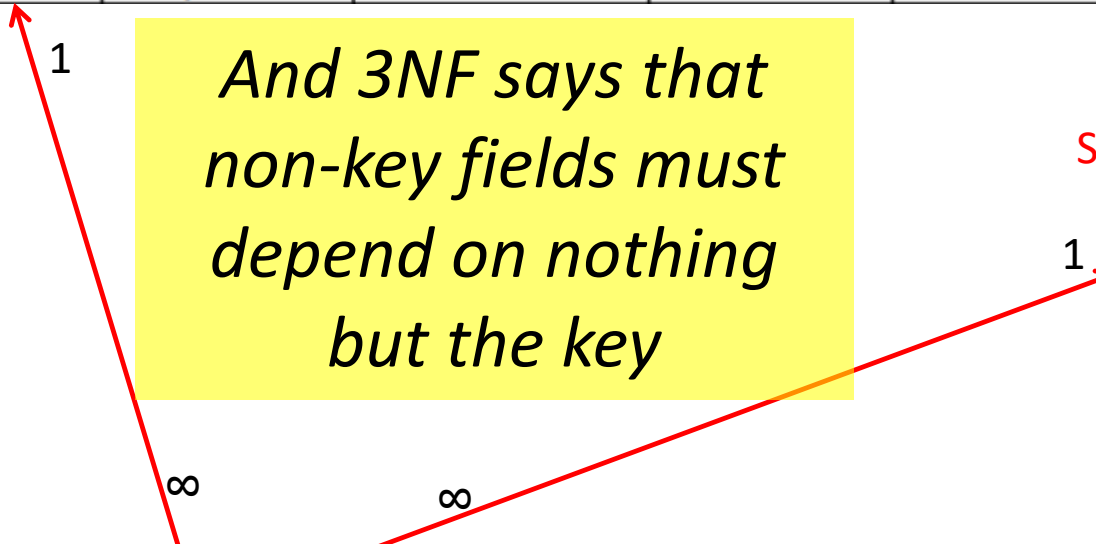 1
And 3NF says that
non-key fields must
S
depend on nothing
1
but the key
∞
∞